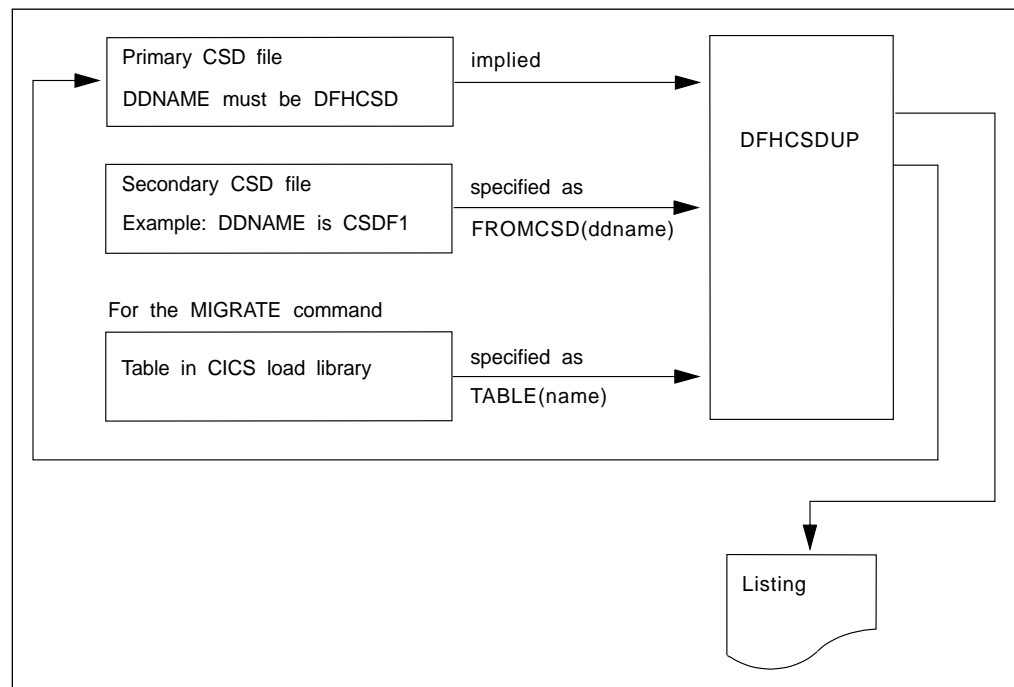 Primary CSD file
DDNAME must be DFHCSD
implied
DFHCSDUP
Secondary CSD file
Example: DDNAME is CSDF1
specified as
FROMCSD(ddname)
For the MIGRATE command
Table in CICS load library
specified as
TABLE(name)
Listing